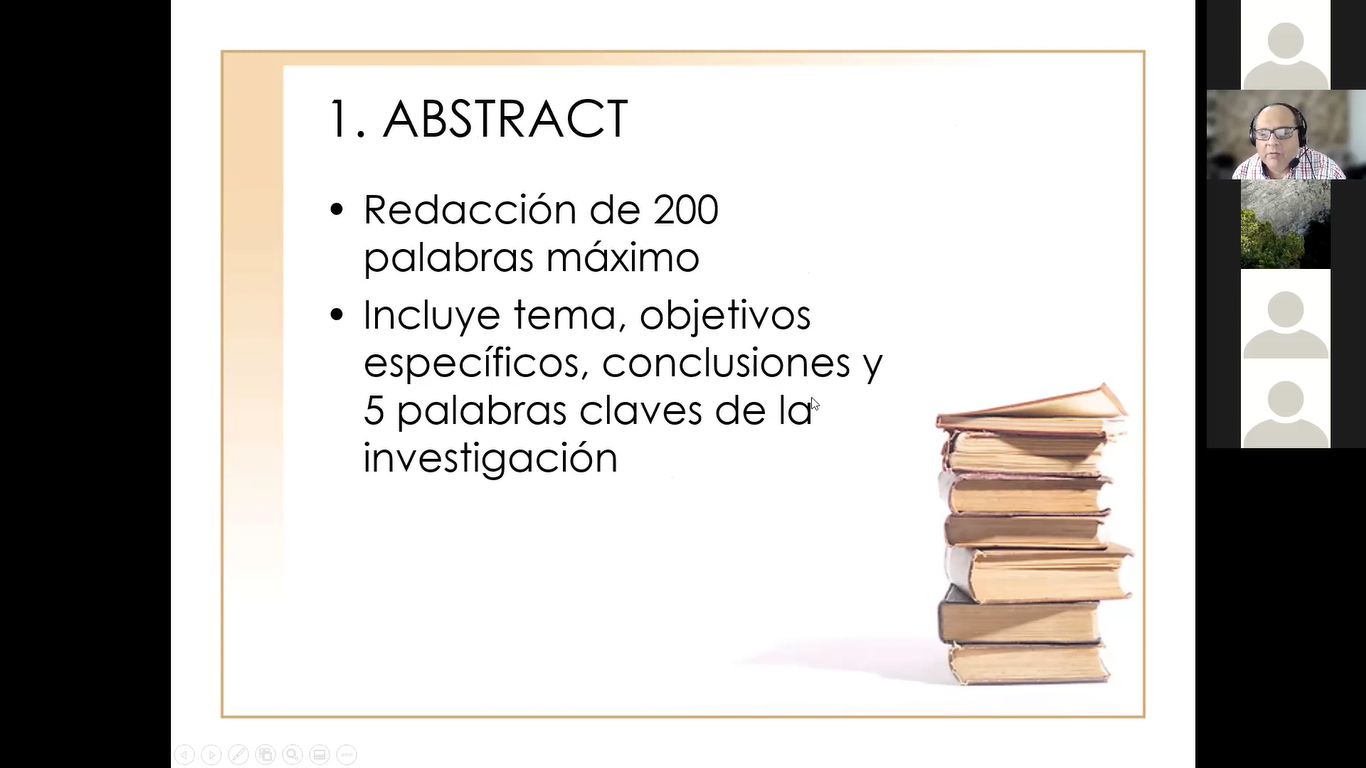 1. ABSTRACT
• Redacción de 200
palabras máximo
• Incluye tema, objetivos
específicos, conclusiones y
5 palabras claves de la
investigación